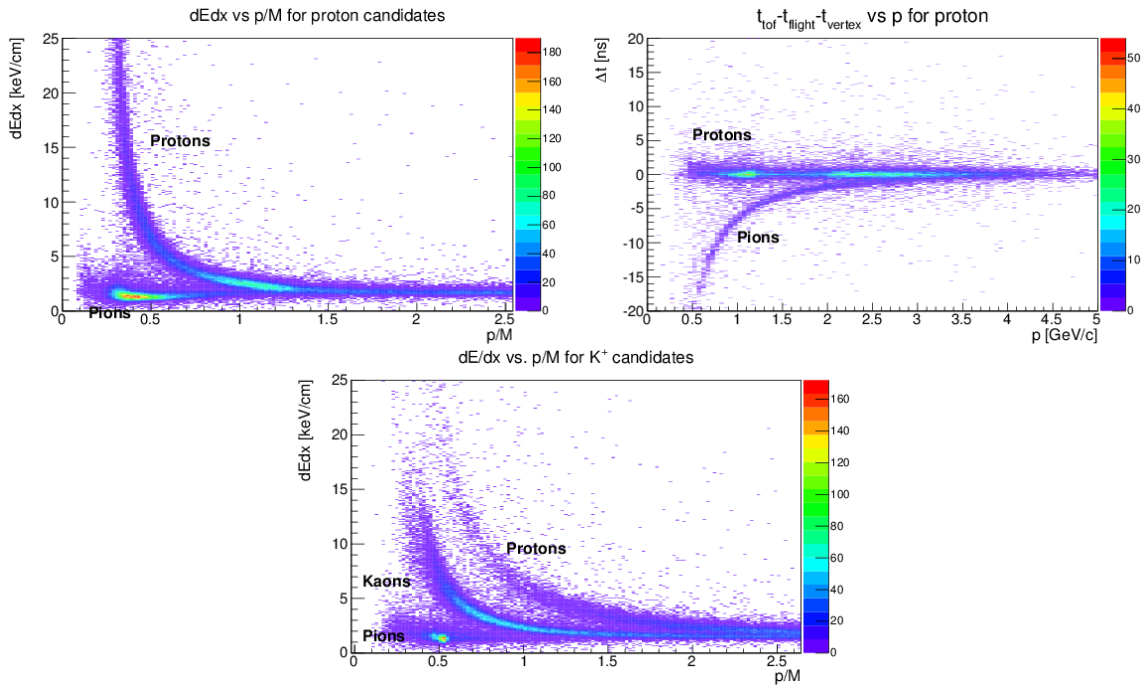 dEdx vs p/M for proton candidates
dEdx [keV/cm]
25
20
15
10
5
0
0 0.5 1 1.5 2 2.5
p/M
Protons
Pions
180
160
140
120
100
80
60
40
20
0
t_tof-t_flight-t_vertex vs p for proton
Δt [ns]
20
15
10
5
0
-5
-10
-15
-20
0 0.5 1 1.5 2 2.5 3 3.5 4 4.5 5
p [GeV/c]
Protons
Pions
50
40
30
20
10
0
dE/dx vs. p/M for K⁺ candidates
dEdx [keV/cm]
25
20
15
10
5
0
0 0.5 1 1.5 2 2.5
p/M
Protons
Kaons
Pions
160
140
120
100
80
60
40
20
0